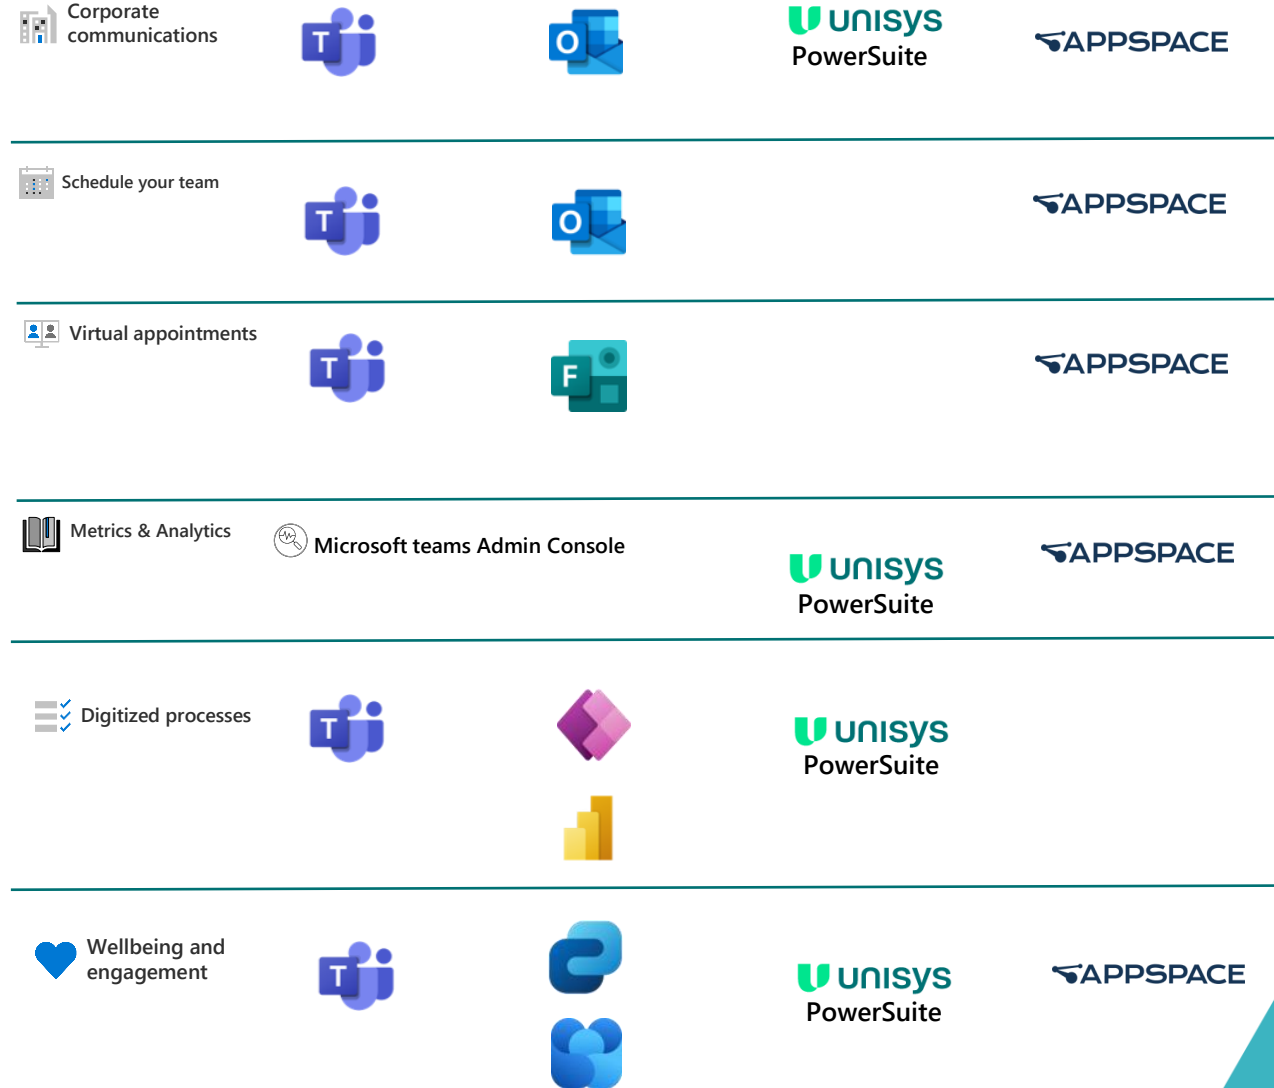 Corporate
communications
T
O
unisys
PowerSuite
APPSPACE
Schedule your team
T
O
APPSPACE
Virtual appointments
T
F
APPSPACE
Metrics & Analytics
Microsoft teams Admin Console
unisys
PowerSuite
APPSPACE
Digitized processes
T
unisys
PowerSuite
Wellbeing and
engagement
T
unisys
PowerSuite
APPSPACE